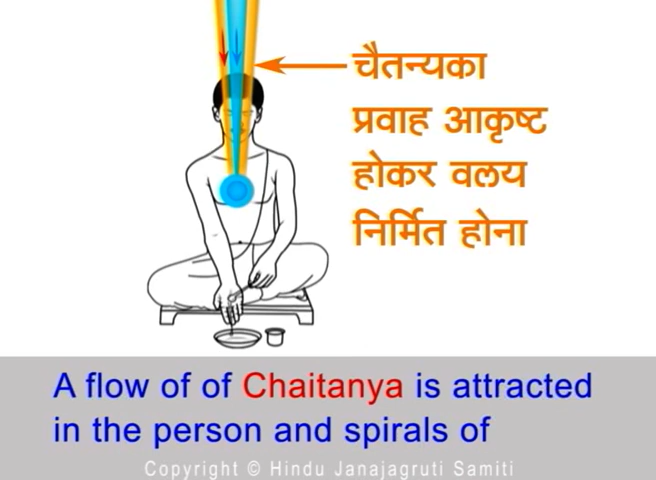 चैतन्यका
प्रवाह आकृष्ट
होकर वलय
निर्मित होना
A flow of of Chaitanya is attracted
in the person and spirals of
Copyright © Hindu Janajagruti Samiti